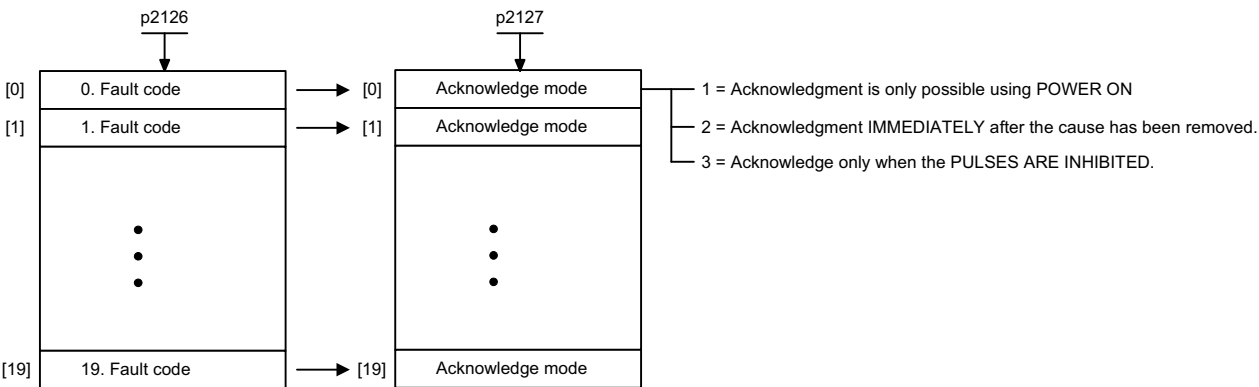 p2126 p2127
[0] 0. Fault code [0] Acknowledge mode 1 = Acknowledgment is only possible using POWER ON
[1] 1. Fault code [1] Acknowledge mode 2 = Acknowledgment IMMEDIATELY after the cause has been removed.
3 = Acknowledge only when the PULSES ARE INHIBITED.
[19] 19. Fault code [19] Acknowledge mode